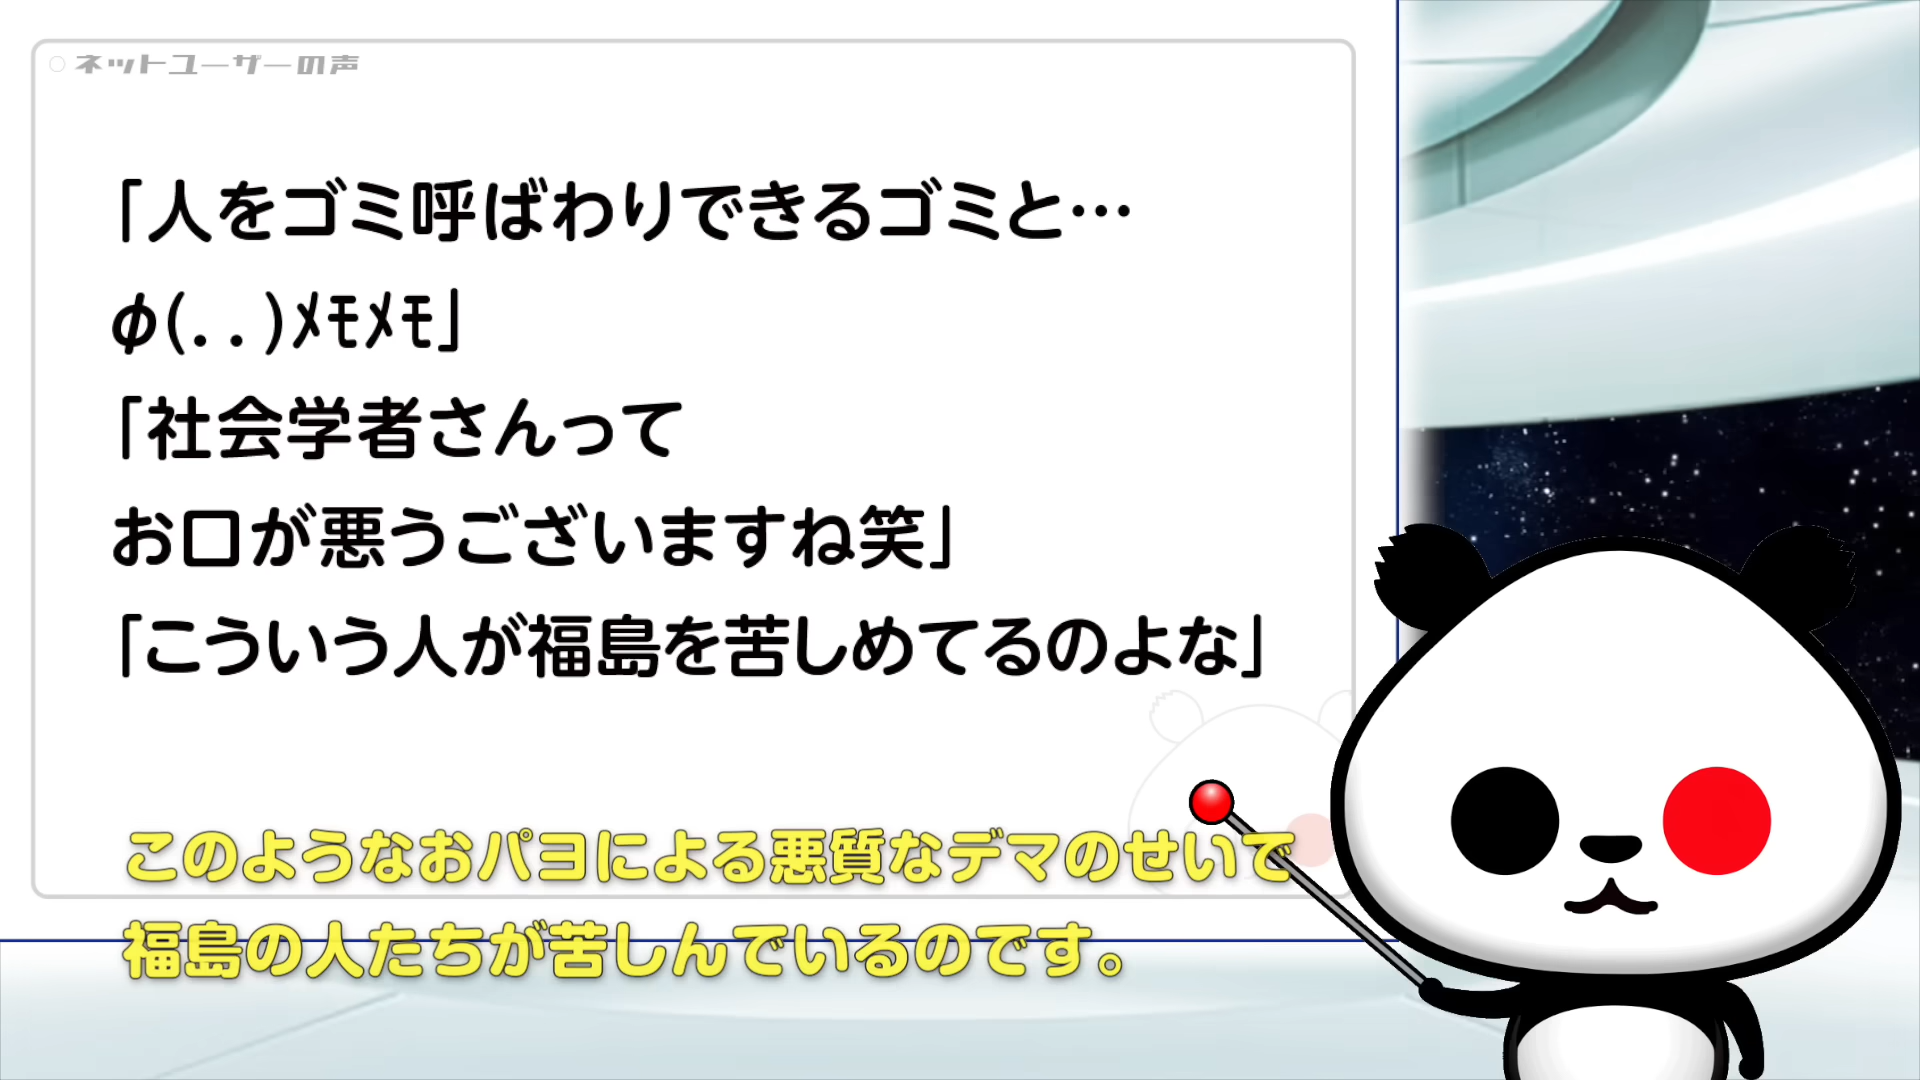 ネットユーザーの声
「人をゴミ呼ばわりできるゴミと…
φ(..)ﾒﾓﾒﾓ」
「社会学者さんって
お口が悪うございますね笑」
「こういう人が福島を苦しめてるのよな」
このようなおパヨによる悪質なデマのせいで
福島の人たちが苦しんでいるのです。